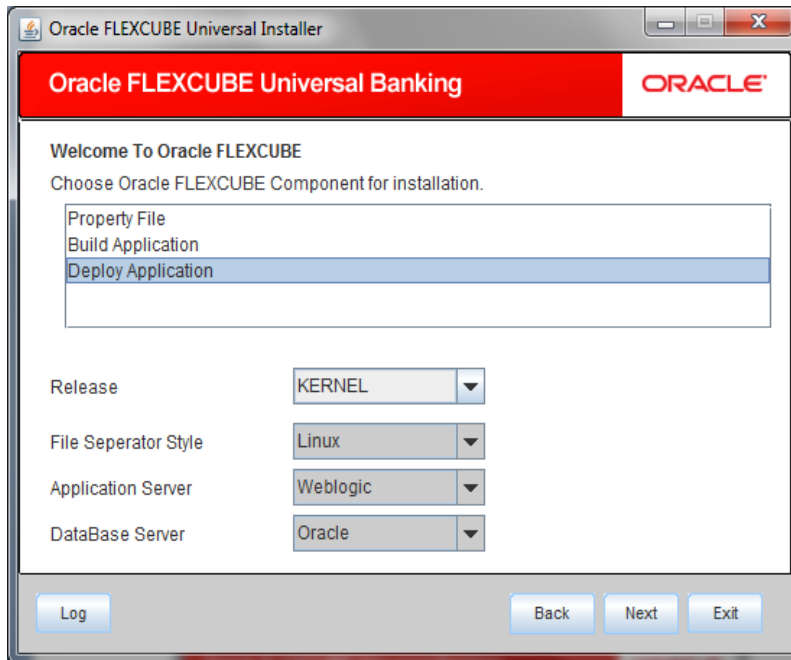 Oracle FLEXCUBE Universal Installer
Oracle FLEXCUBE Universal Banking
ORACLE
Welcome To Oracle FLEXCUBE
Choose Oracle FLEXCUBE Component for installation.
Property File
Build Application
Deploy Application
Release KERNEL
File Seperator Style Linux
Application Server Weblogic
DataBase Server Oracle
Log Back Next Exit